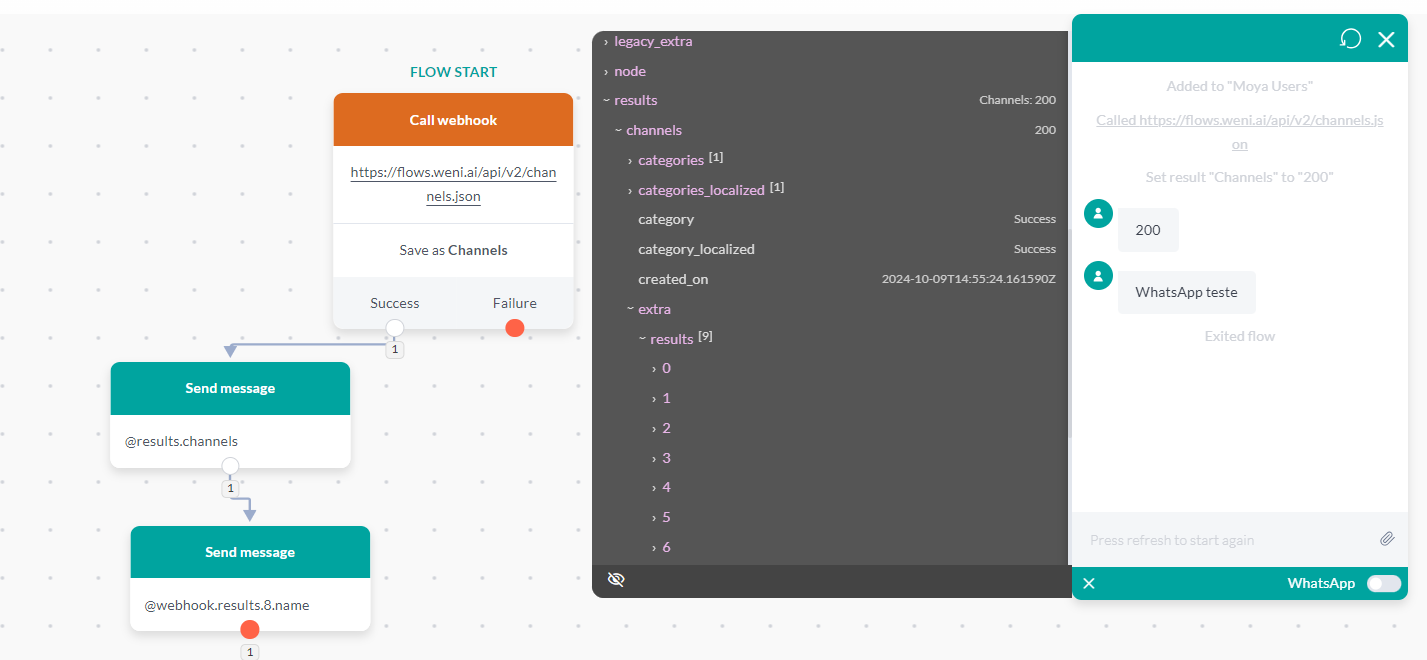 FLOW START
Call webhook
https://flows.weni.ai/api/v2/chan
nels.json
Save as Channels
Success Failure
1
Send message
@results.channels
1
Send message
@webhook.results.8.name
1
legacy_extra
node
results Channels: 200
channels 200
categories [1]
categories_localized [1]
category Success
category_localized Success
created_on 2024-10-09T14:55:24.161590Z
extra
results [9]
0
1
2
3
4
5
6
Added to "Moya Users"
Called https://flows.weni.ai/api/v2/channels.js
on
Set result "Channels" to "200"
200
WhatsApp teste
Exited flow
Press refresh to start again
WhatsApp